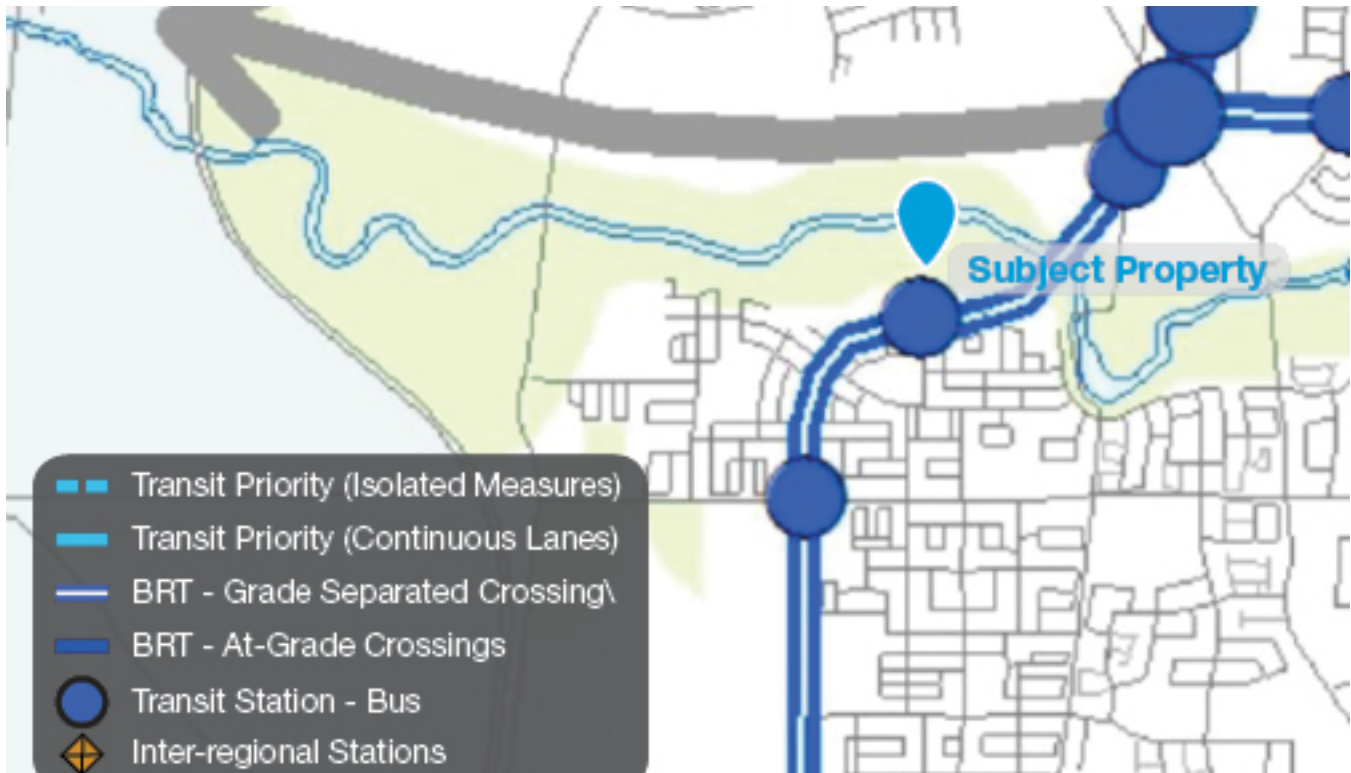 Subject Property
Transit Priority (Isolated Measures)
Transit Priority (Continuous Lanes)
BRT - Grade Separated Crossing\
BRT - At-Grade Crossings
Transit Station - Bus
Inter-regional Stations